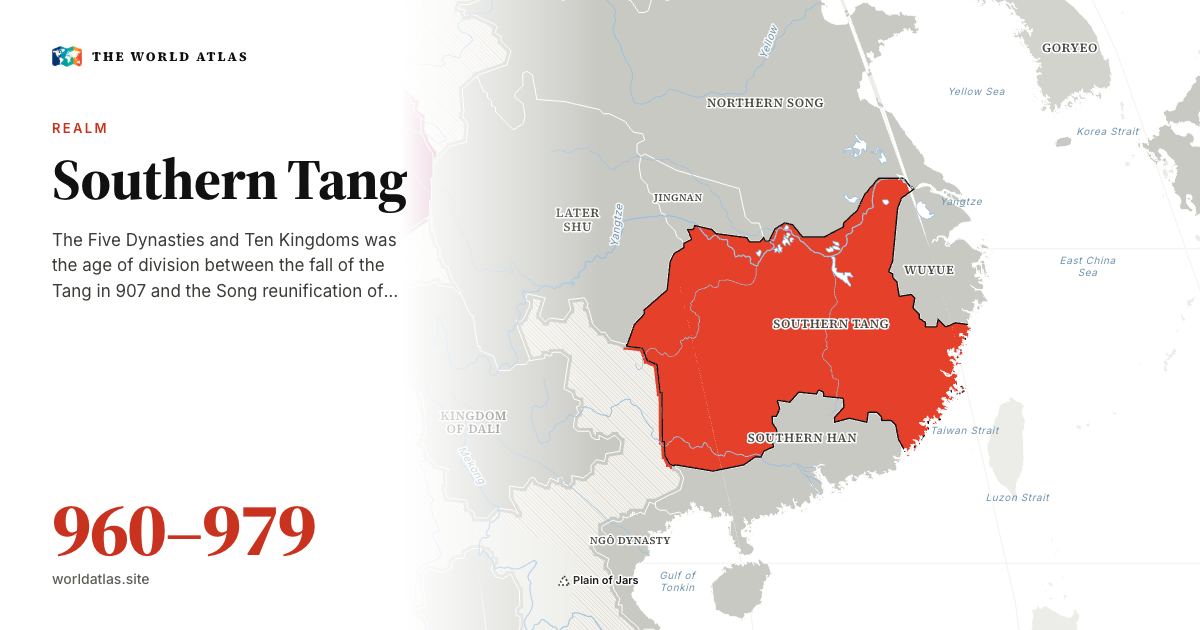 THE WORLD ATLAS
REALM
Southern Tang
The Five Dynasties and Ten Kingdoms was
the age of division between the fall of the
Tang in 907 and the Song reunification of...
960–979
worldatlas.site
Yellow
GORYEO
NORTHERN SONG
Yellow Sea
Korea Strait
JINGNAN
LATER
SHU
Yangtze
Yangtze
WUYUE
East China
Sea
SOUTHERN TANG
KINGDOM
OF DALI
SOUTHERN HAN
Taiwan Strait
Mekong
Luzon Strait
NGÔ DYNASTY
Plain of Jars
Gulf of
Tonkin